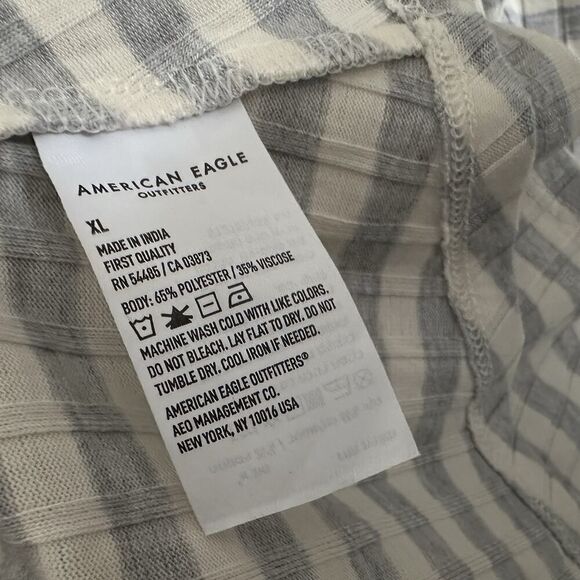 AMERICAN EAGLE
OUTFITTERS
XL
MADE IN INDIA
FIRST QUALITY
RN 54485 / CA 03873
BODY: 65% POLYESTER / 35% VISCOSE
MACHINE WASH COLD WITH LIKE COLORS.
DO NOT BLEACH. LAY FLAT TO DRY. DO NOT
TUMBLE DRY. COOL IRON IF NEEDED.
AMERICAN EAGLE OUTFITTERS®
AEO MANAGEMENT CO.
NEW YORK, NY 10016 USA